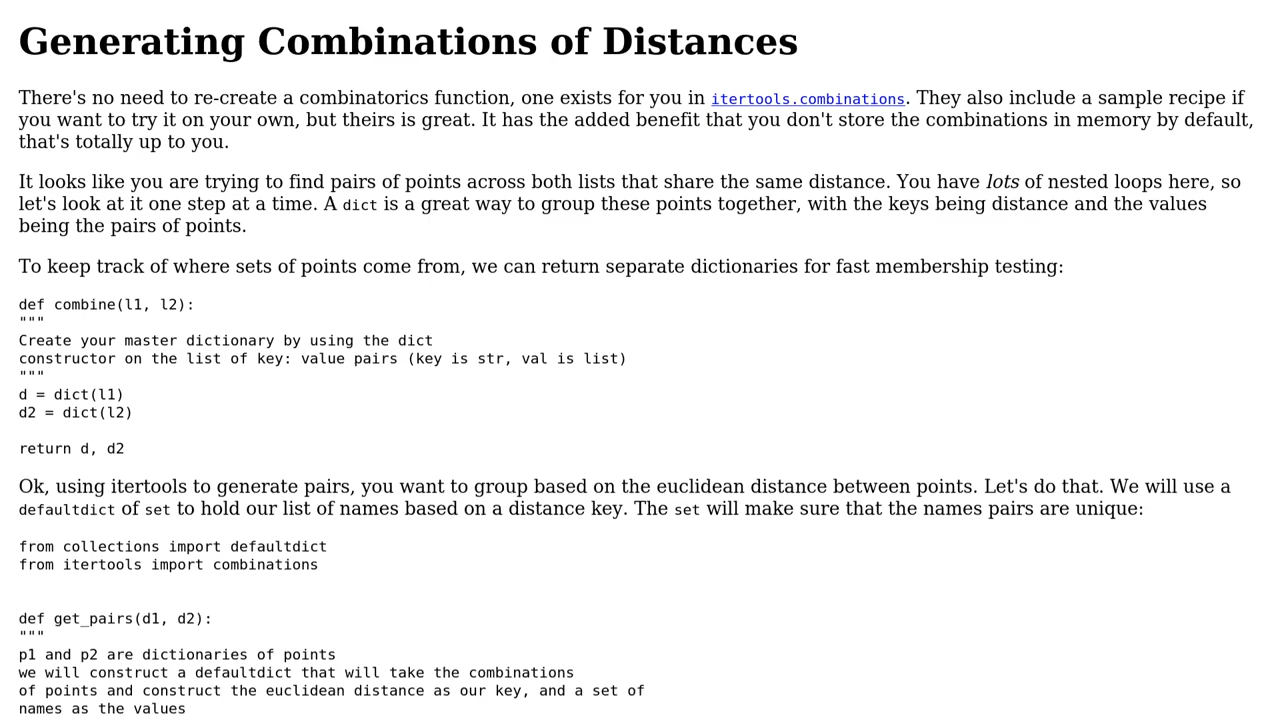 Generating Combinations of Distances
There's no need to re-create a combinatorics function, one exists for you in itertools.combinations. They also include a sample recipe if
you want to try it on your own, but theirs is great. It has the added benefit that you don't store the combinations in memory by default,
that's totally up to you.
It looks like you are trying to find pairs of points across both lists that share the same distance. You have lots of nested loops here, so
let's look at it one step at a time. A dict is a great way to group these points together, with the keys being distance and the values
being the pairs of points.
To keep track of where sets of points come from, we can return separate dictionaries for fast membership testing:
def combine(l1, l2):
"""
Create your master dictionary by using the dict
constructor on the list of key: value pairs (key is str, val is list)
"""
d = dict(l1)
d2 = dict(l2)
return d, d2
Ok, using itertools to generate pairs, you want to group based on the euclidean distance between points. Let's do that. We will use a
defaultdict of set to hold our list of names based on a distance key. The set will make sure that the names pairs are unique:
from collections import defaultdict
from itertools import combinations
def get_pairs(d1, d2):
"""
p1 and p2 are dictionaries of points
we will construct a defaultdict that will take the combinations
of points and construct the euclidean distance as our key, and a set of
names as the values